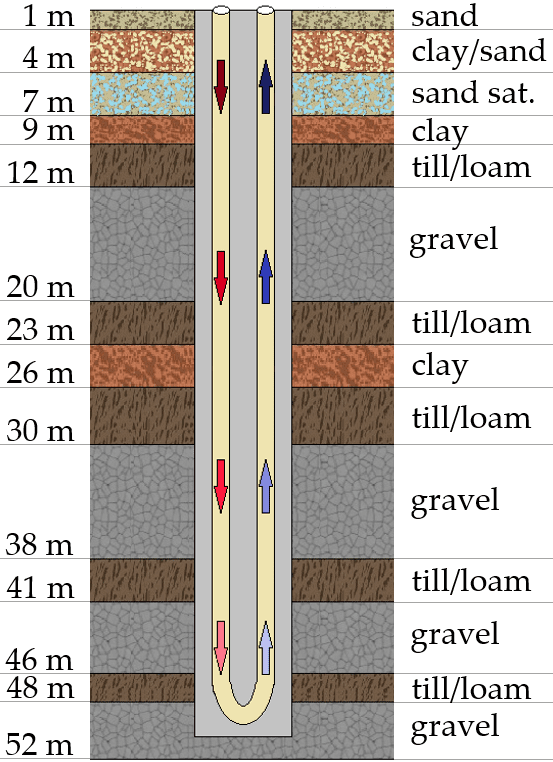 1 m sand
4 m clay/sand
7 m sand sat.
9 m clay
12 m till/loam
gravel
20 m
23 m till/loam
26 m clay
30 m till/loam
gravel
38 m
41 m till/loam
gravel
46 m
48 m till/loam
gravel
52 m